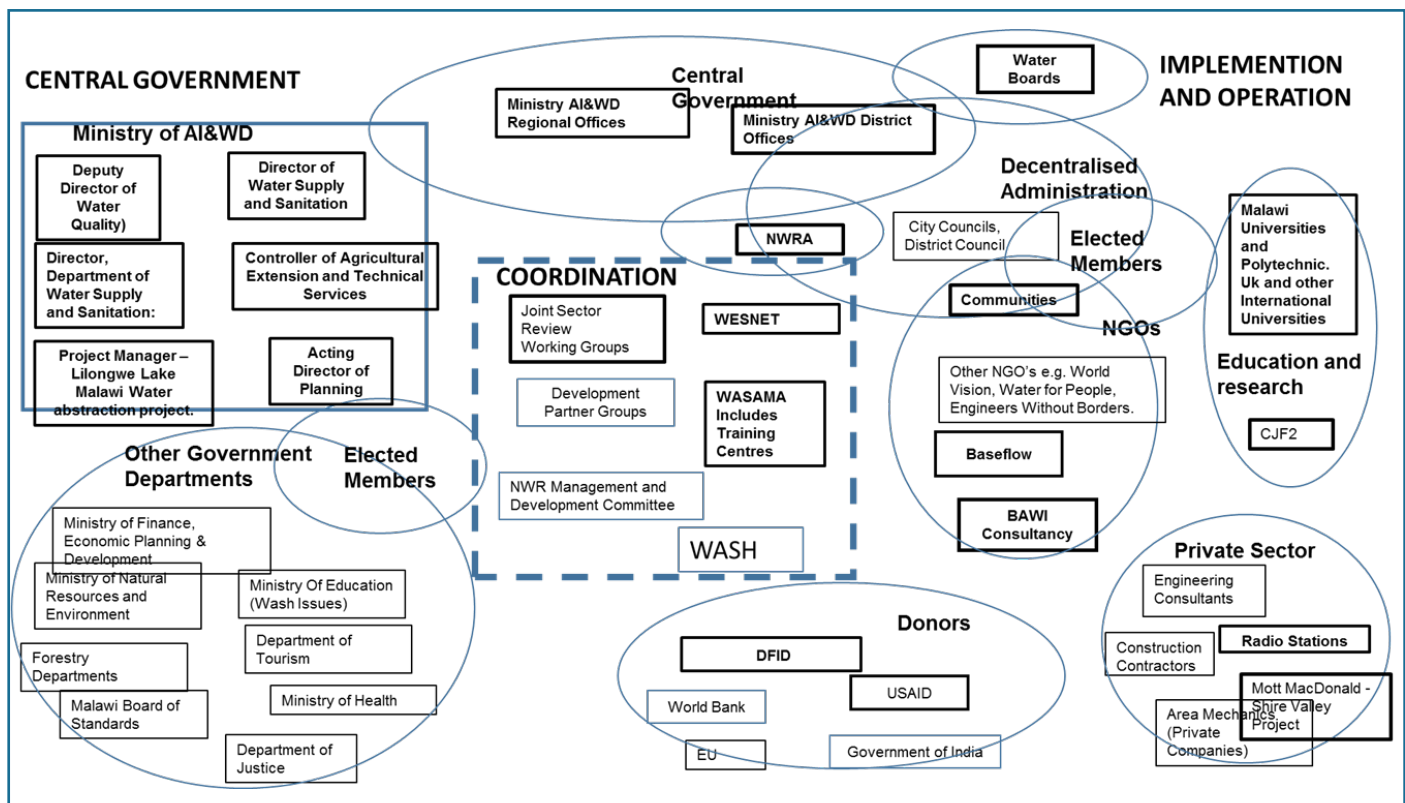 CENTRAL GOVERNMENT
Ministry of AI&WD
Deputy
Director of
Water
Quality)
Director of
Water Supply
and Sanitation
Director,
Department of
Water Supply
and Sanitation:
Controller of Agricultural
Extension and Technical
Services
Project Manager –
Lilongwe Lake
Malawi Water
abstraction project.
Acting
Director of
Planning
Other Government
Departments
Elected
Members
Ministry of Finance,
Economic Planning &
Development
Ministry of Natural
Resources and
Environment
Ministry Of Education
(Wash Issues)
Department of
Tourism
Forestry
Departments
Malawi Board of
Standards
Ministry of Health
Department of
Justice
Central
Government
Ministry AI&WD
Regional Offices
Ministry AI&WD District
Offices
NWRA
COORDINATION
Joint Sector
Review
Working Groups
WESNET
Development
Partner Groups
WASAMA
Includes
Training
Centres
NWR Management and
Development Committee
WASH
Donors
DFID
USAID
World Bank
EU
Government of India
IMPLEMENTION
AND OPERATION
Water
Boards
Decentralised
Administration
City Councils,
District Council
Elected
Members
Communities
NGOs
Other NGO's e.g. World
Vision, Water for People,
Engineers Without Borders.
Baseflow
BAWI
Consultancy
Malawi
Universities
and
Polytechnic.
Uk and other
International
Universities
Education and
research
CJF2
Private Sector
Engineering
Consultants
Radio Stations
Construction
Contractors
Mott MacDonald -
Shire Valley
Project
Area Mechanics
(Private
Companies)